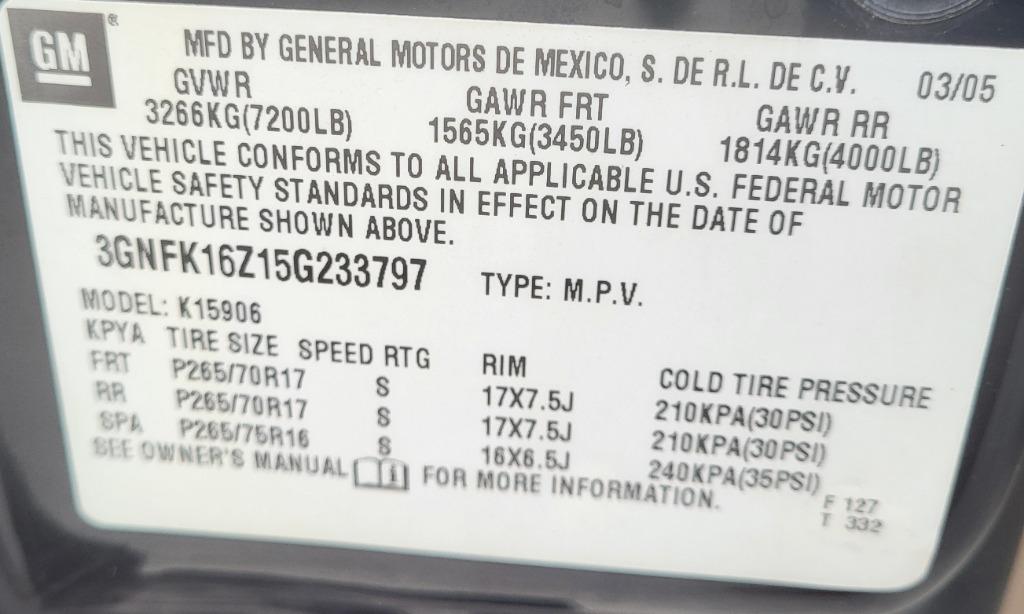 GM ®
MFD BY GENERAL MOTORS DE MEXICO, S. DE R.L. DE C.V. 03/05
GVWR GAWR FRT GAWR RR
3266KG(7200LB) 1565KG(3450LB) 1814KG(4000LB)
THIS VEHICLE CONFORMS TO ALL APPLICABLE U.S. FEDERAL MOTOR
VEHICLE SAFETY STANDARDS IN EFFECT ON THE DATE OF
MANUFACTURE SHOWN ABOVE.
3GNFK16Z15G233797 TYPE: M.P.V.
MODEL: K15906
KPYA TIRE SIZE SPEED RTG RIM COLD TIRE PRESSURE
FRT P265/70R17 S 17X7.5J 210KPA(30PSI)
RR P265/70R17 S 17X7.5J 210KPA(30PSI)
SPA P265/75R16 S 16X6.5J 240KPA(35PSI)
SEE OWNER'S MANUAL i FOR MORE INFORMATION.
F 127
T 332